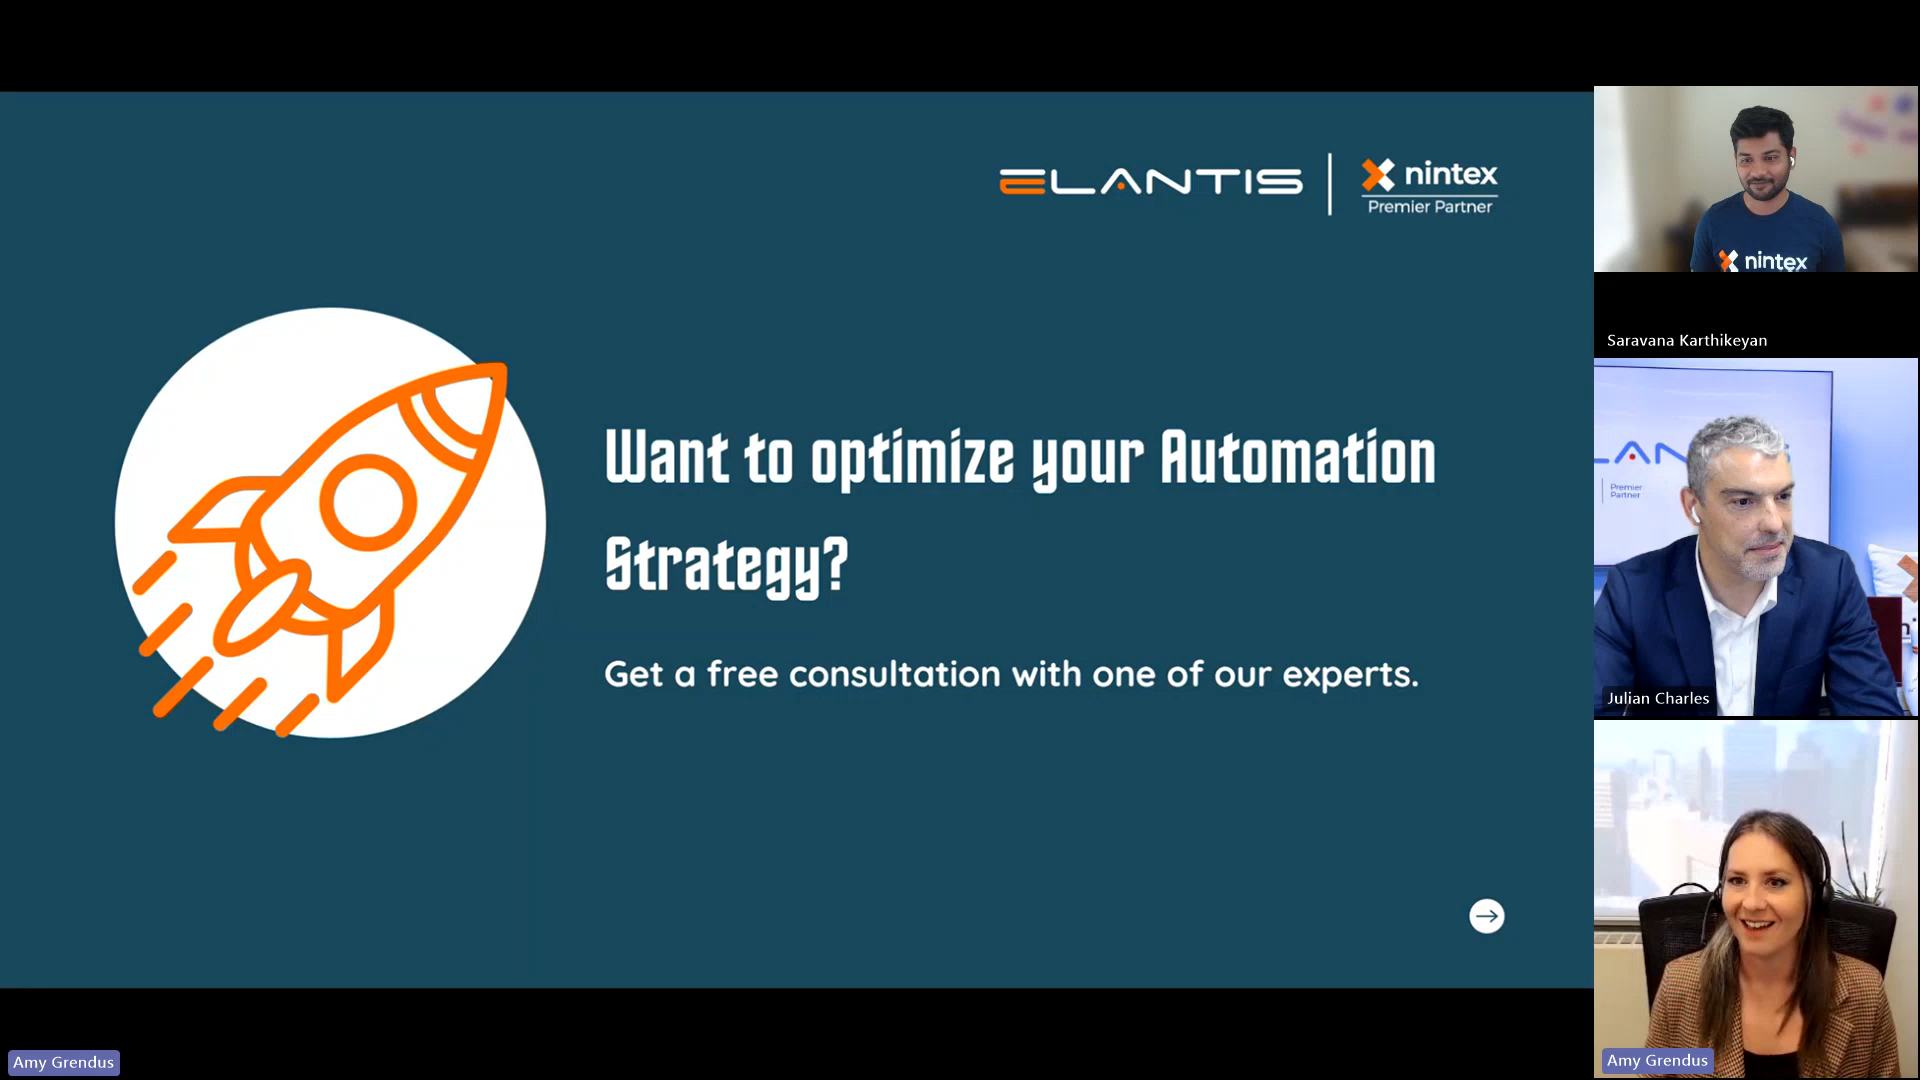 ELANTIS
nintex
Premier Partner
Want to optimize your Automation
Strategy?
Get a free consultation with one of our experts.
Amy Grendus
nintex
Saravana Karthikeyan
LAN
Premier
Partner
Julian Charles
Amy Grendus